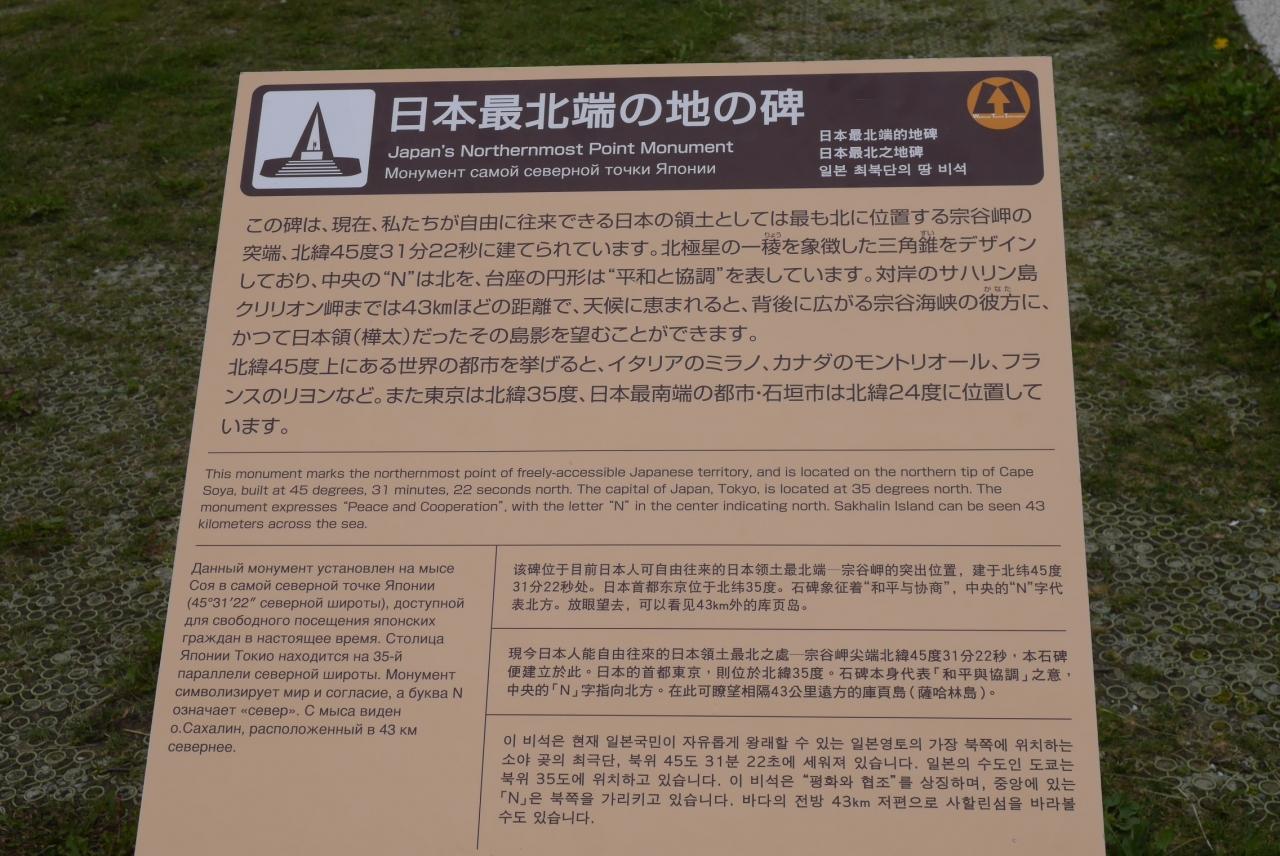 日本最北端の地の碑
Japan's Northernmost Point Monument
Монумент самой северной точки Японии
日本最北端的地碑
日本最北之地碑
일본 최북단의 땅 비석
この碑は、現在、私たちが自由に往来できる日本の領土としては最も北に位置する宗谷岬の
突端、北緯45度31分22秒に建てられています。北極星の一稜を象徴した三角錐をデザイン
しており、中央の“N”は北を、台座の円形は“平和と協調”を表しています。対岸のサハリン島
クリリオン岬までは43㎞ほどの距離で、天候に恵まれると、背後に広がる宗谷海峡の彼方に、
かつて日本領(樺太)だったその島影を望むことができます。
北緯45度上にある世界の都市を挙げると、イタリアのミラノ、カナダのモントリオール、フラ
ンスのリヨンなど。また東京は北緯35度、日本最南端の都市・石垣市は北緯24度に位置して
います。
This monument marks the northernmost point of freely-accessible Japanese territory, and is located on the northern tip of Cape
Soya, built at 45 degrees, 31 minutes, 22 seconds north. The capital of Japan, Tokyo, is located at 35 degrees north. The
monument expresses “Peace and Cooperation”, with the letter “N” in the center indicating north. Sakhalin Island can be seen 43
kilometers across the sea.
Данный монумент установлен на мысе
Соя в самой северной точке Японии
(45°31′22″ северной широты), доступной
для свободного посещения японских
граждан в настоящее время. Столица
Японии Токио находится на 35-й
параллели северной широты. Монумент
символизирует мир и согласие, а буква N
означает «север». С мыса виден
о.Сахалин, расположенный в 43 км
севернее.
该碑位于目前日本人可自由往来的日本领土最北端─宗谷岬的突出位置，建于北纬45度
31分22秒处。日本首都东京位于北纬35度。石碑象征着“和平与协商”，中央的“N”字代
表北方。放眼望去，可以看见43km外的库页岛。
現今日本人能自由往來的日本領土最北之處─宗谷岬尖端北緯45度31分22秒，本石碑
便建立於此。日本的首都東京，則位於北緯35度。石碑本身代表「和平與協調」之意，
中央的「N」字指向北方。在此可瞭望相隔43公里遠方的庫頁島(薩哈林島)。
이 비석은 현재 일본국민이 자유롭게 왕래할 수 있는 일본영토의 가장 북쪽에 위치하는
소야 곶의 최극단, 북위 45도 31분 22초에 세워져 있습니다. 일본의 수도인 도쿄는
북위 35도에 위치하고 있습니다. 이 비석은 “평화와 협조”를 상징하며, 중앙에 있는
「N」은 북쪽을 가리키고 있습니다. 바다의 전방 43km 저편으로 사할린섬을 바라볼
수도 있습니다.